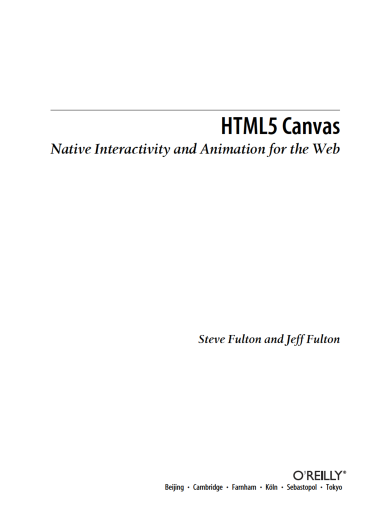 HTML5 Canvas
Native Interactivity and Animation for the Web
Steve Fulton and Jeff Fulton
O'REILLY®
Beijing • Cambridge • Farnham • Köln • Sebastopol • Tokyo